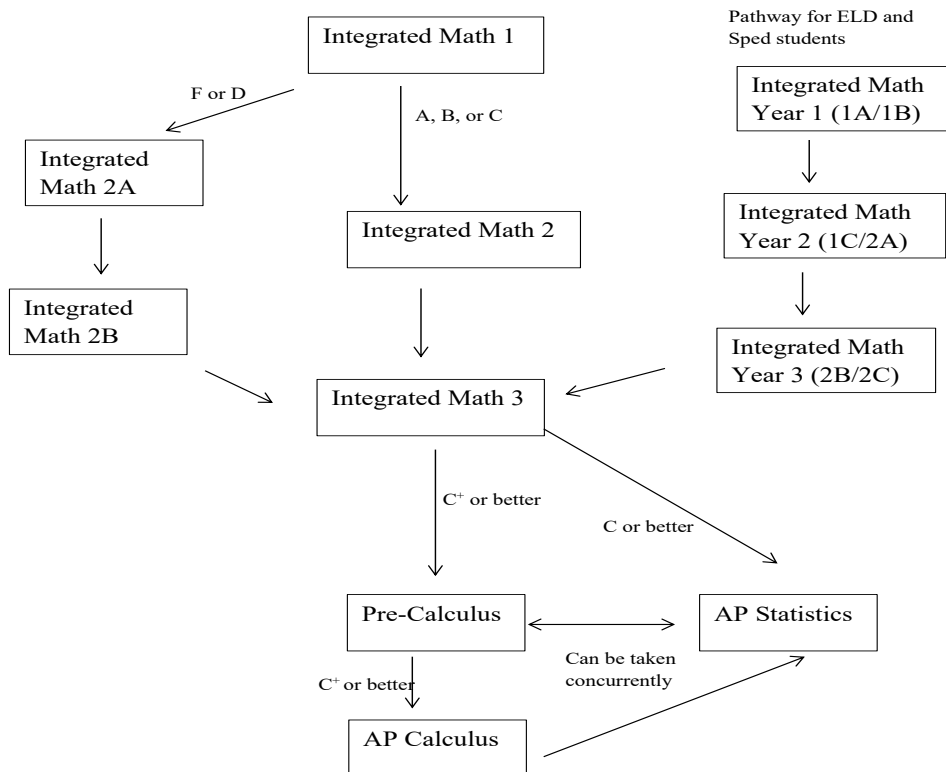 Integrated Math 1
Pathway for ELD and
Sped students
F or D
A, B, or C
Integrated Math
Year 1 (1A/1B)
Integrated
Math 2A
Integrated Math 2
Integrated Math
Year 2 (1C/2A)
Integrated
Math 2B
Integrated Math 3
Integrated Math
Year 3 (2B/2C)
C+ or better
C or better
Pre-Calculus
AP Statistics
Can be taken
concurrently
C+ or better
AP Calculus